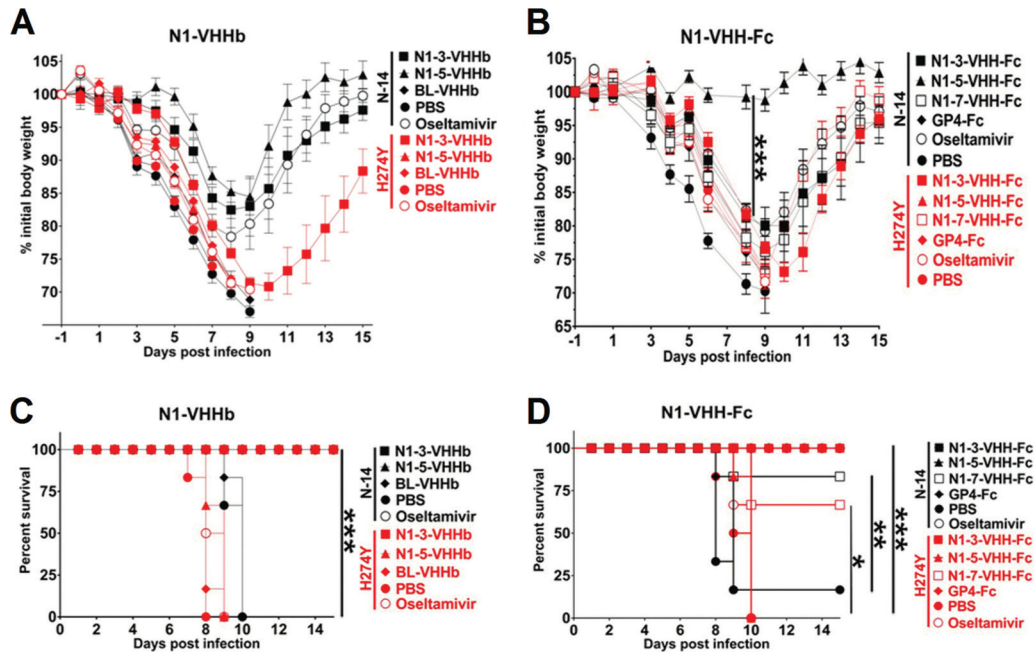 A
N1-VHHb
% initial body weight
105
100
95
90
85
80
75
70
-1
1
3
5
7
9
11
13
15
Days post infection
N1-3-VHHb
N1-5-VHHb
BL-VHHb
PBS
Oseltamivir
N-14
N1-3-VHHb
N1-5-VHHb
BL-VHHb
PBS
Oseltamivir
H274Y
B
N1-VHH-Fc
% initial body weight
105
100
95
90
85
80
75
70
65
-1
1
3
5
7
9
11
13
15
Days post infection
***
N1-3-VHH-Fc
N1-5-VHH-Fc
N1-7-VHH-Fc
GP4-Fc
Oseltamivir
PBS
N-14
N1-3-VHH-Fc
N1-5-VHH-Fc
N1-7-VHH-Fc
GP4-Fc
Oseltamivir
PBS
H274Y
C
N1-VHHb
Percent survival
100
75
50
25
0
0
2
4
6
8
10
12
14
Days post infection
***
N1-3-VHHb
N1-5-VHHb
BL-VHHb
PBS
Oseltamivir
N-14
N1-3-VHHb
N1-5-VHHb
BL-VHHb
PBS
Oseltamivir
H274Y
D
N1-VHH-Fc
Percent survival
100
75
50
25
0
0
2
4
6
8
10
12
14
Days post infection
*
**
***
N1-3-VHH-Fc
N1-5-VHH-Fc
N1-7-VHH-Fc
GP4-Fc
PBS
Oseltamivir
N-14
N1-3-VHH-Fc
N1-5-VHH-Fc
N1-7-VHH-Fc
GP4-Fc
PBS
Oseltamivir
H274Y